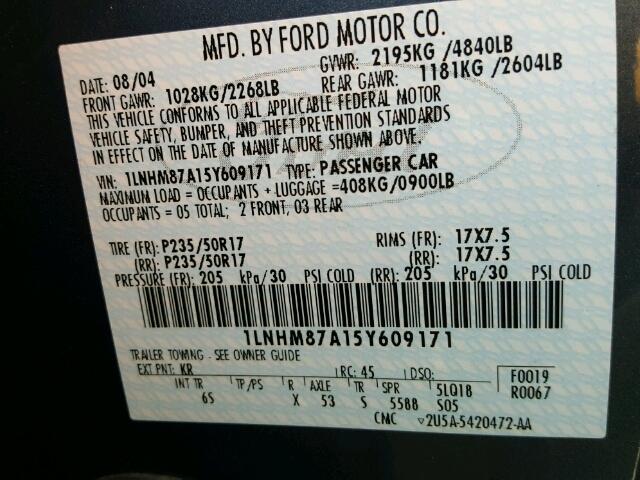 MFD. BY FORD MOTOR CO.
DATE: 08/04 GVWR: 2195KG /4840LB
FRONT GAWR: 1028KG/2268LB REAR GAWR: 1181KG /2604LB
THIS VEHICLE CONFORMS TO ALL APPLICABLE FEDERAL MOTOR
VEHICLE SAFETY, BUMPER, AND THEFT PREVENTION STANDARDS
IN EFFECT ON THE DATE OF MANUFACTURE SHOWN ABOVE.
VIN: 1LNHM87A15Y609171 TYPE: PASSENGER CAR
MAXIMUM LOAD = OCCUPANTS + LUGGAGE =408KG/0900LB
OCCUPANTS = 05 TOTAL; 2 FRONT, 03 REAR
TIRE (FR): P235/50R17 RIMS (FR): 17X7.5
(RR): P235/50R17 (RR): 17X7.5
PRESSURE (FR): 205 kPa/30 PSI COLD (RR): 205 kPa/30 PSI COLD
1LNHM87A15Y609171
TRAILER TOWING - SEE OWNER GUIDE
EXT PNT: KR RC: 45 DSO: F0019
INT TR TP/PS R AXLE TR SPR 5LQ18 R0067
6S X 53 S 5588 S05
CMC 2U5A-5420472-AA